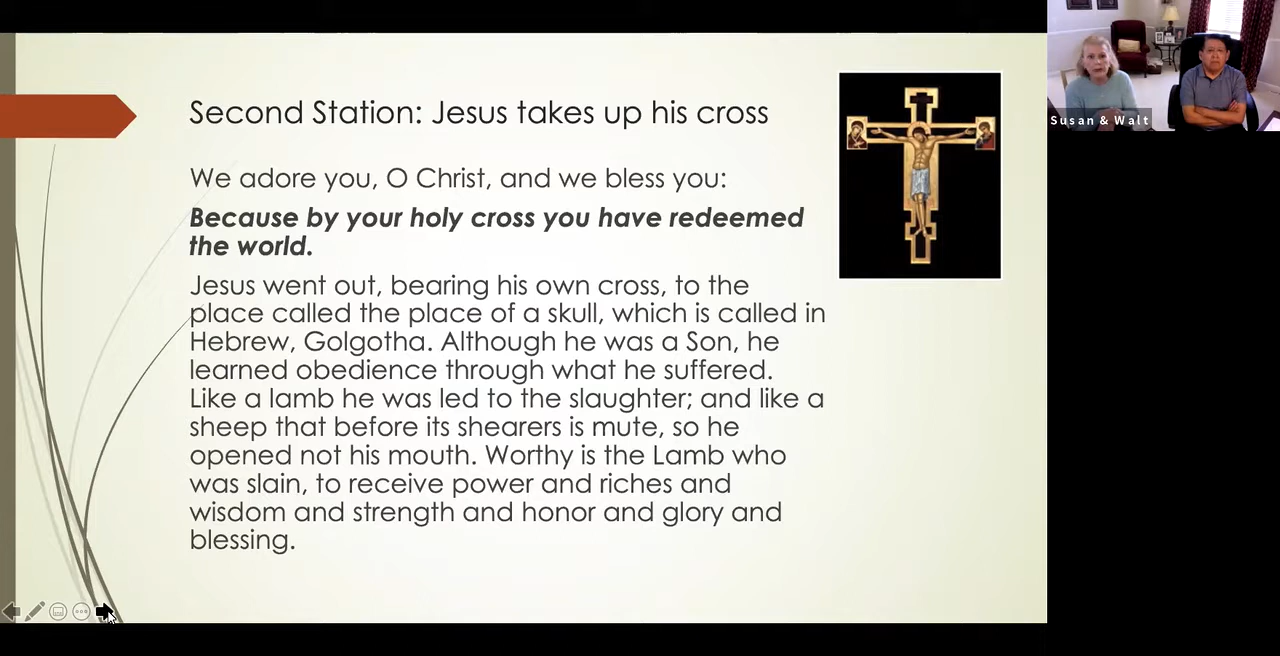 Second Station: Jesus takes up his cross
We adore you, O Christ, and we bless you:
Because by your holy cross you have redeemed
the world.
Jesus went out, bearing his own cross, to the
place called the place of a skull, which is called in
Hebrew, Golgotha. Although he was a Son, he
learned obedience through what he suffered.
Like a lamb he was led to the slaughter; and like a
sheep that before its shearers is mute, so he
opened not his mouth. Worthy is the Lamb who
was slain, to receive power and riches and
wisdom and strength and honor and glory and
blessing.
Susan & Walt